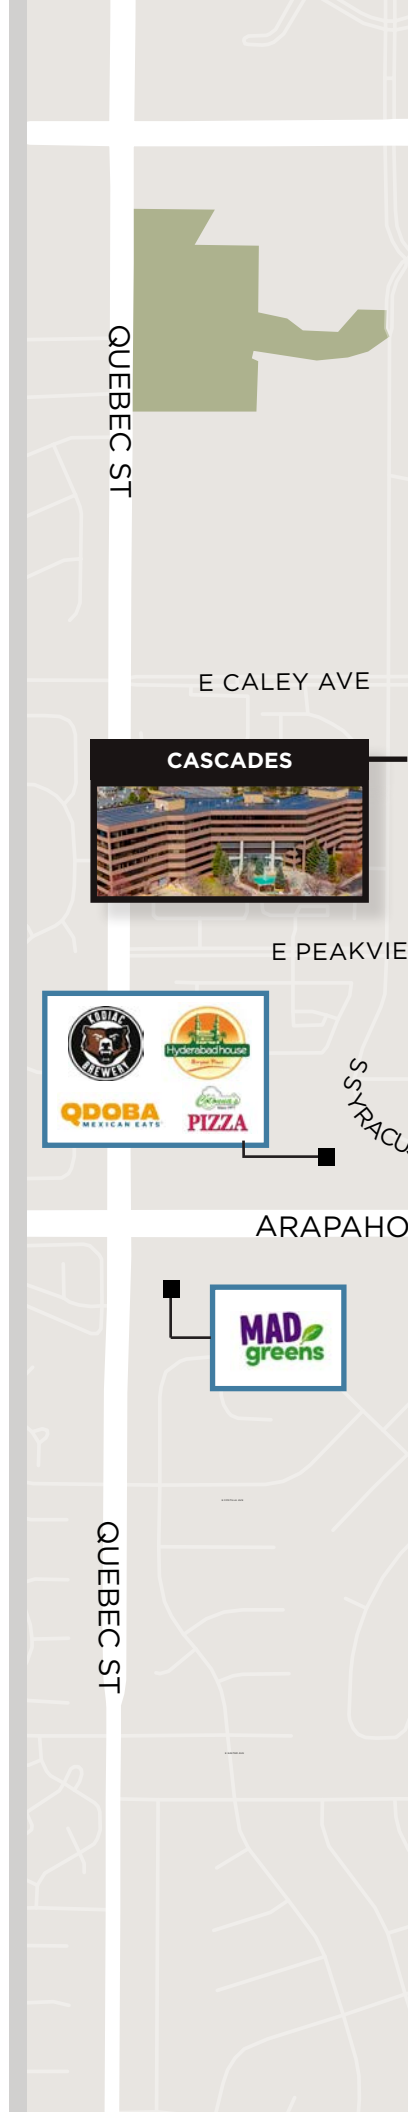 QUEBEC ST
E CALEY AVE
CASCADES
E PEAKVIE
KODIAC
BREWERY
Hyderabad house
QDOBA
MEXICAN EATS
PIZZA
S SYRACU
ARAPAHO
MAD
greens
QUEBEC ST